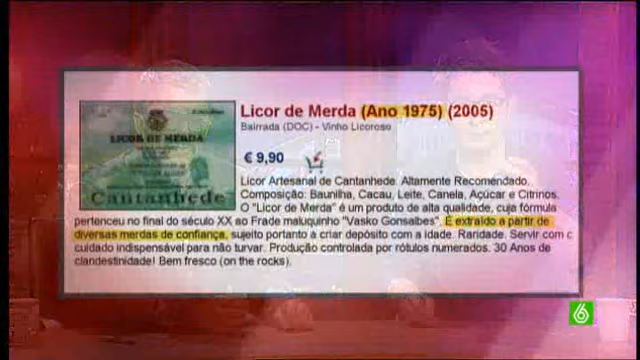 Licor de Merda (Ano 1975) (2005)
Bairrada (DOC) - Vinho Licoroso
LICOR DE MERDA
Cantanhede
€ 9,90
Licor Artesanal de Cantanhede. Altamente Recomendado.
Composição: Baunilha, Cacau, Leite, Canela, Açúcar e Citrinos.
O "Licor de Merda" é um produto de alta qualidade, cuja fórmula
pertenceu no final do século XX ao Frade maluquinho "Vasko Gonsalbes". É extraído a partir de
diversas merdas de confiança, sujeito portanto a criar depósito com a idade. Raridade. Servir com c
cuidado indispensável para não turvar. Produção controlada por rótulos numerados. 30 Anos de
clandestinidade! Bem fresco (on the rocks).
6